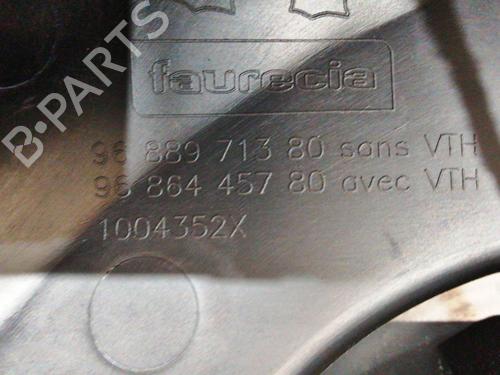 faurecia
96 889 713 80 sans VTH
96 864 457 80 avec VTH
1004352X
B-PARTS